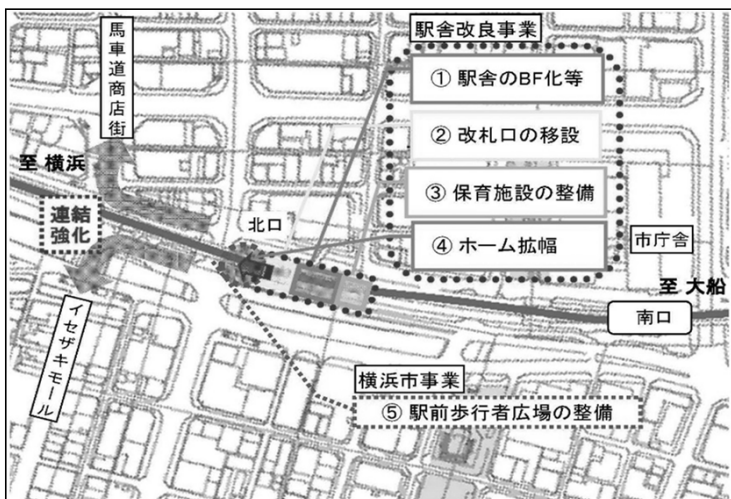 馬車道商店街
駅舎改良事業
① 駅舎のBF化等
② 改札口の移設
③ 保育施設の整備
④ ホーム拡幅
至 横浜
連結
強化
北口
市庁舎
至 大船
南口
イセザキモール
横浜市事業
⑤ 駅前歩行者広場の整備